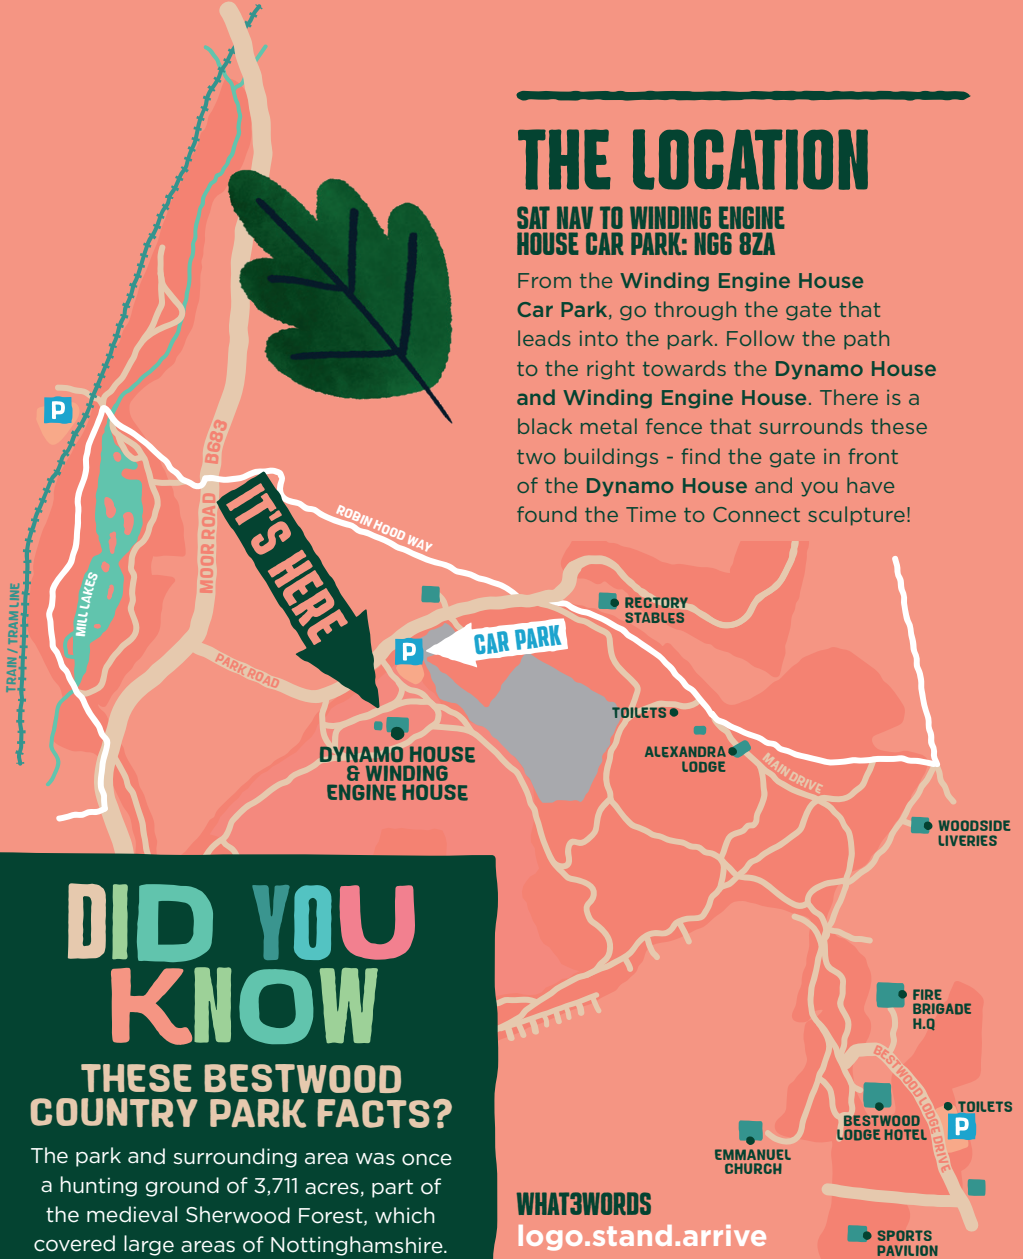 THE LOCATION
SAT NAV TO WINDING ENGINE
HOUSE CAR PARK: NG6 8ZA
From the Winding Engine House
Car Park, go through the gate that
leads into the park. Follow the path
to the right towards the Dynamo House
and Winding Engine House. There is a
black metal fence that surrounds these
two buildings - find the gate in front
of the Dynamo House and you have
found the Time to Connect sculpture!
P
MOOR ROAD B683
IT'S HERE
ROBIN HOOD WAY
TRAIN / TRAM LINE
MILL LAKES
PARK ROAD
P
CAR PARK
RECTORY
STABLES
TOILETS
ALEXANDRA
LODGE
MAIN DRIVE
DYNAMO HOUSE
& WINDING
ENGINE HOUSE
WOODSIDE
LIVERIES
FIRE
BRIGADE
H.Q
BESTWOOD LODGE DRIVE
TOILETS
P
BESTWOOD
LODGE HOTEL
EMMANUEL
CHURCH
SPORTS
PAVILION
DID YOU
KNOW
THESE BESTWOOD
COUNTRY PARK FACTS?
The park and surrounding area was once
a hunting ground of 3,711 acres, part of
the medieval Sherwood Forest, which
covered large areas of Nottinghamshire.
WHAT3WORDS
logo.stand.arrive